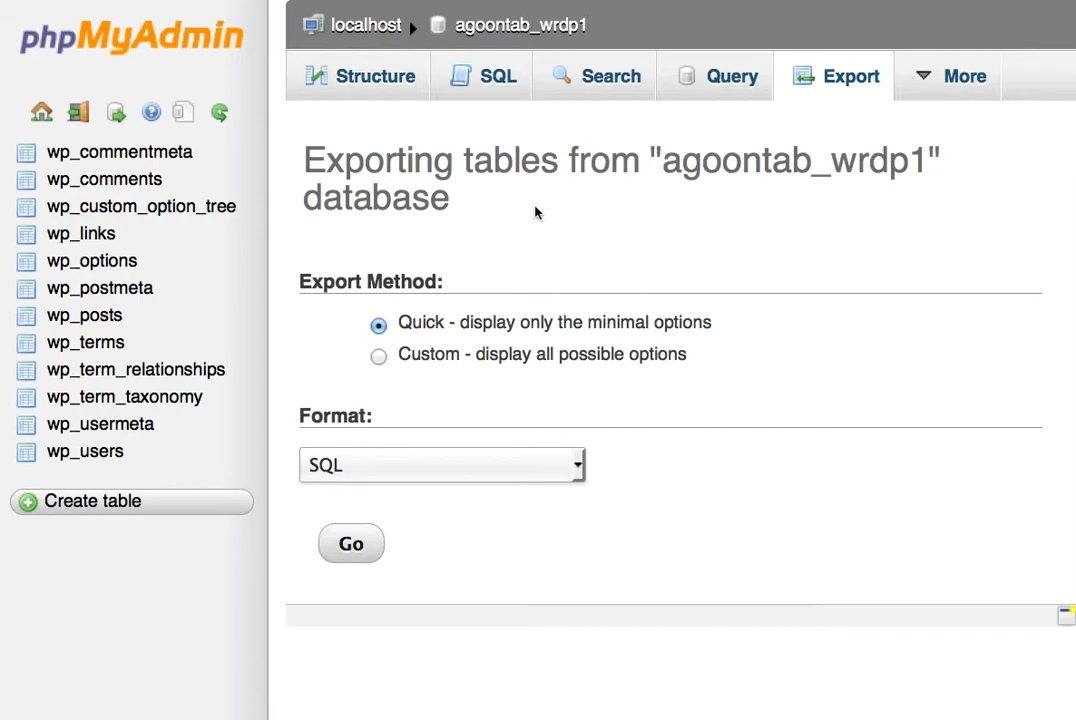 phpMyAdmin
wp_commentmeta
wp_comments
wp_custom_option_tree
wp_links
wp_options
wp_postmeta
wp_posts
wp_terms
wp_term_relationships
wp_term_taxonomy
wp_usermeta
wp_users
Create table
localhost agoontab_wrdp1
Structure SQL Search Query Export More
Exporting tables from "agoontab_wrdp1"
database
Export Method:
Quick - display only the minimal options
Custom - display all possible options
Format:
SQL
Go